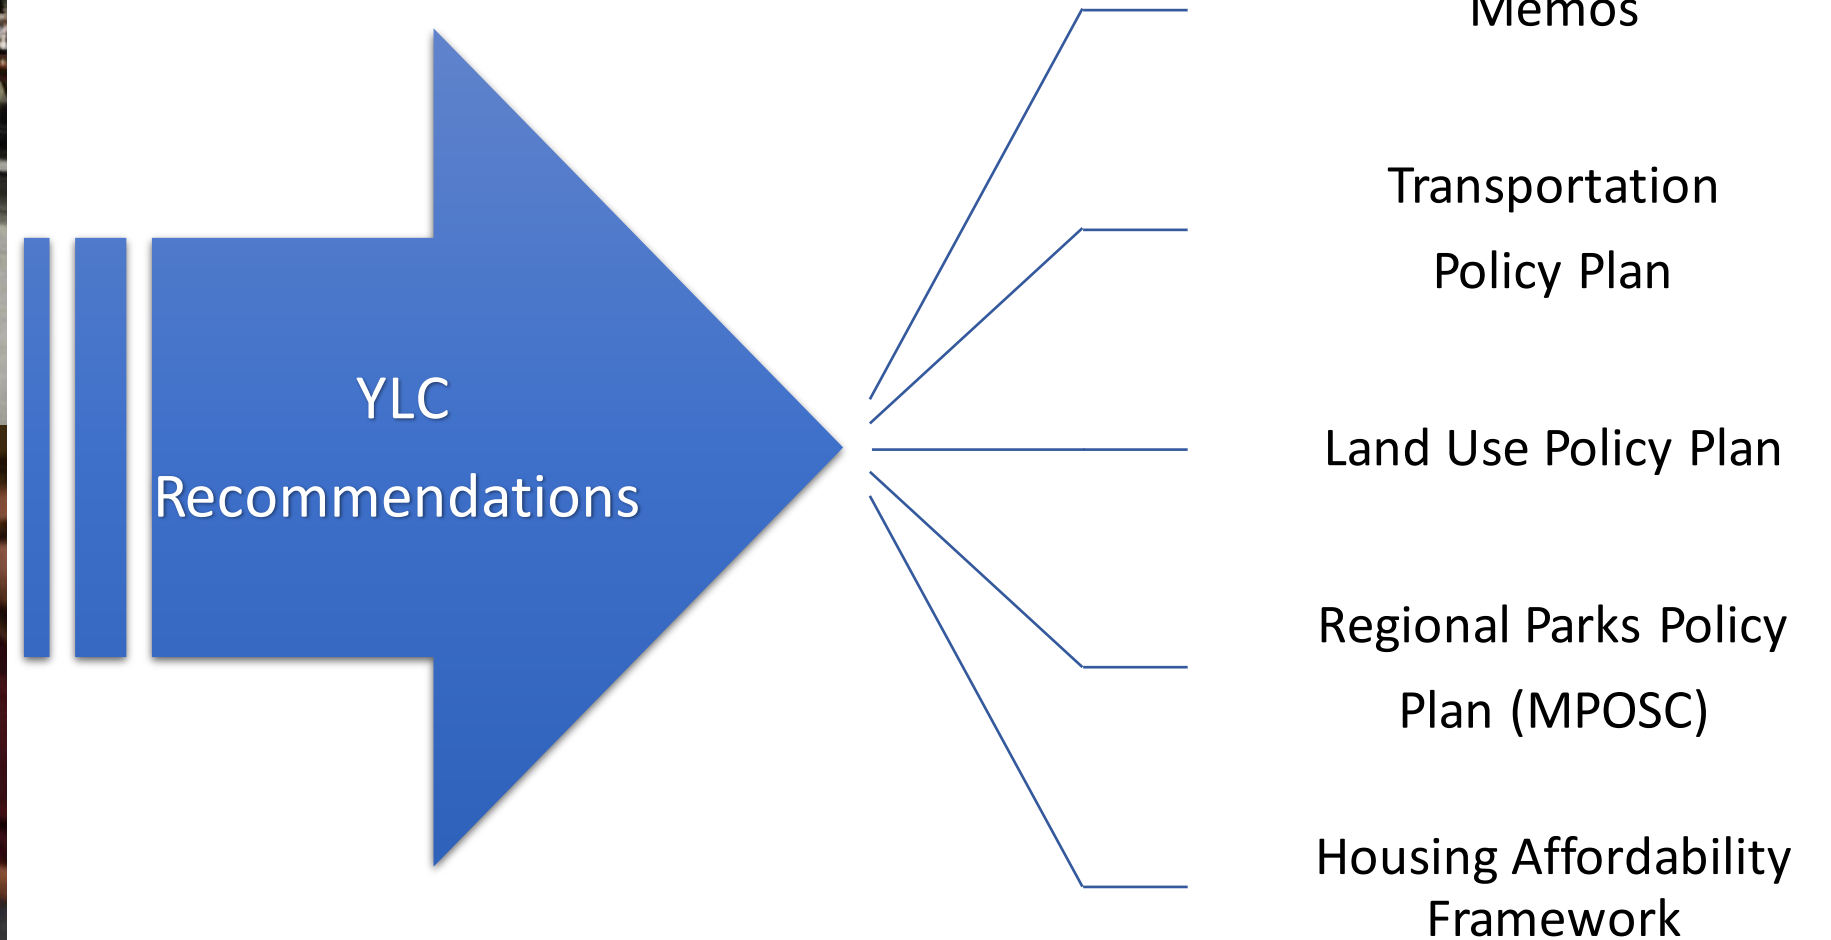 Memos
Transportation
Policy Plan
YLC
Recommendations
Land Use Policy Plan
Regional Parks Policy
Plan (MPOSC)
Housing Affordability
Framework